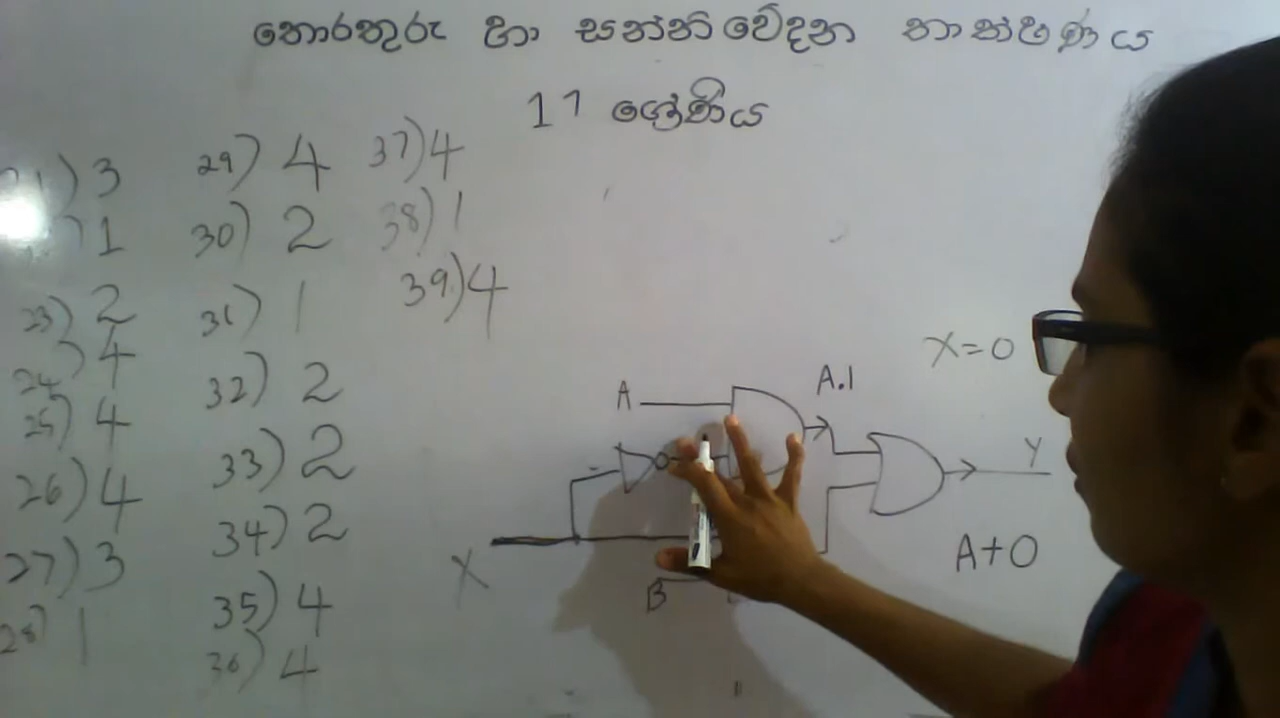 තොරතුරු හා සන්නිවේදන තාක්ෂණය
11 ශ්‍රේණිය
3
1
23) 2
24) 4
25) 4
26) 4
27) 3
28) 1
29) 4
30) 2
31) 1
32) 2
33) 2
34) 2
35) 4
36) 4
37) 4
38) 1
39) 4
X=0
A
A.1
Y
X
B
A+0